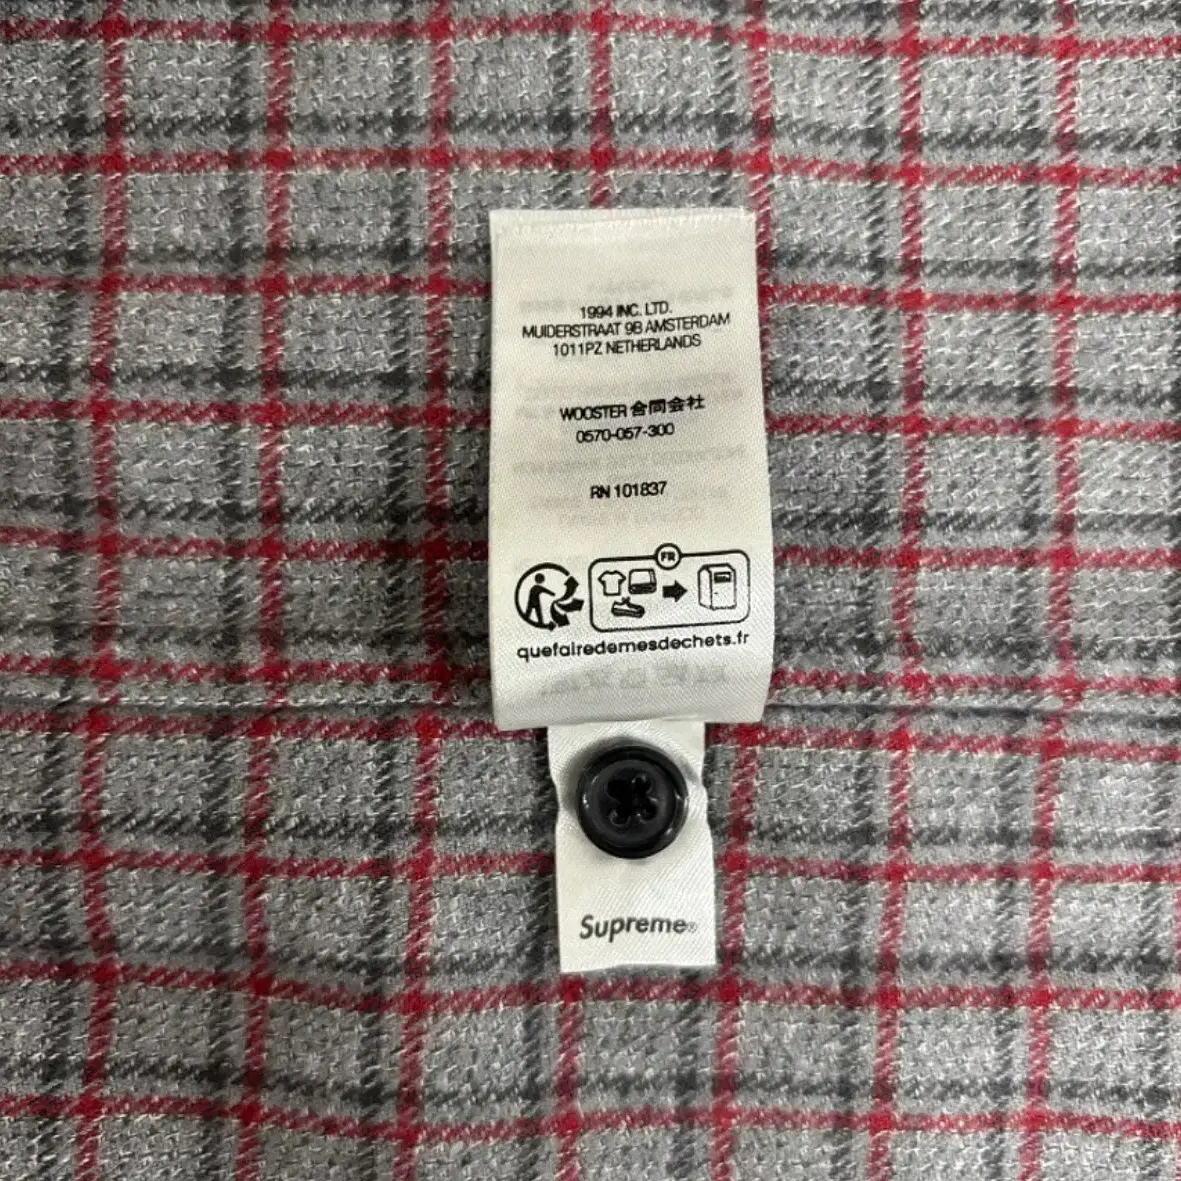 1994 INC. LTD.
MUIDERSTRAAT 9B AMSTERDAM
1011PZ NETHERLANDS
WOOSTER 合同会社
0570-057-300
RN 101837
FR
quefairedemesdechets.fr
Supreme®